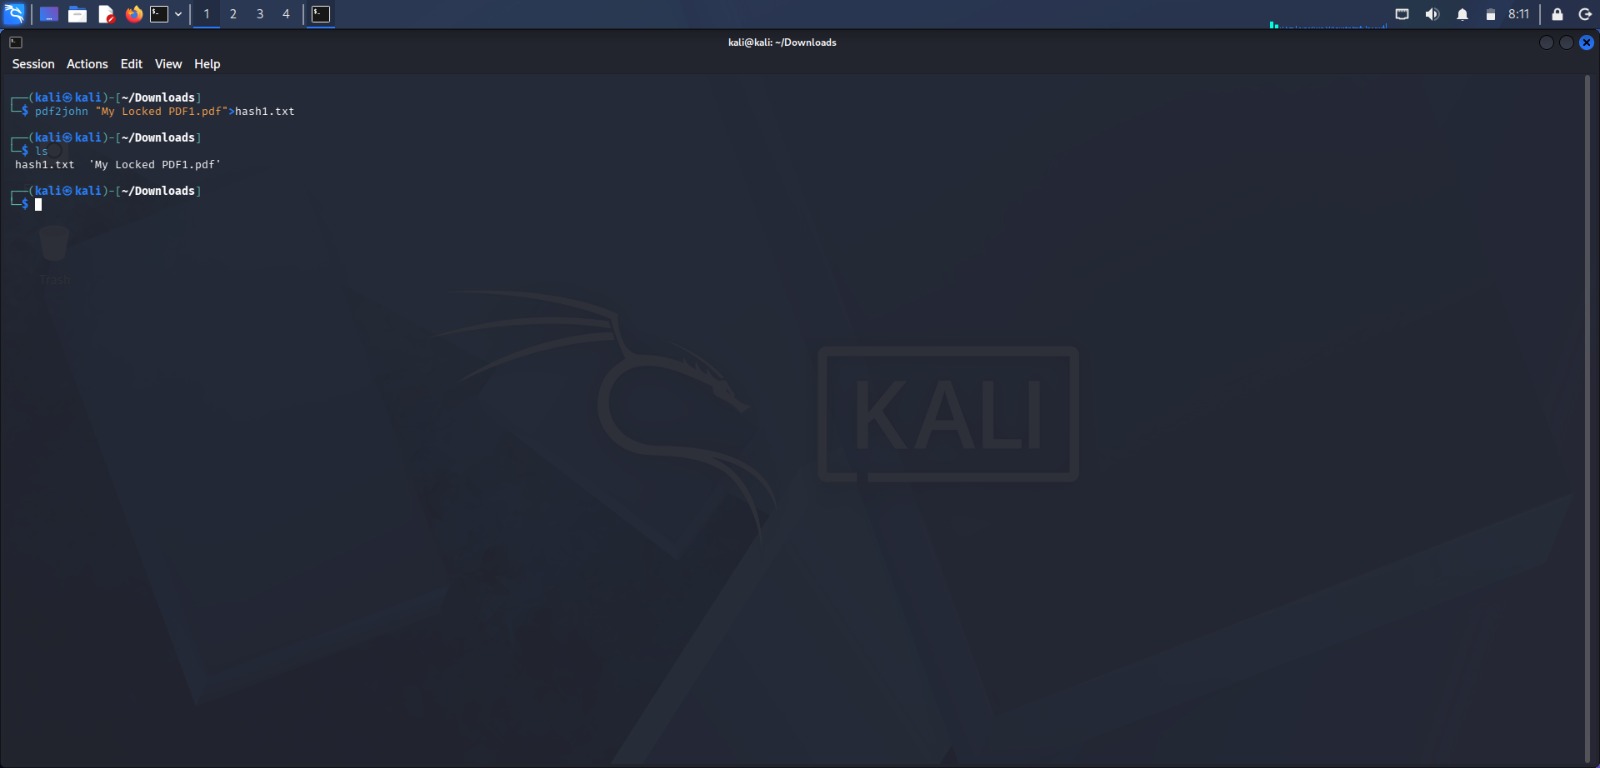 1 2 3 4
8:11
kali@kali: ~/Downloads
Session Actions Edit View Help
┌──(kali㉿kali)-[~/Downloads]
└─$ pdf2john "My Locked PDF1.pdf">hash1.txt
┌──(kali㉿kali)-[~/Downloads]
└─$ ls
hash1.txt 'My Locked PDF1.pdf'
┌──(kali㉿kali)-[~/Downloads]
└─$
Trash
KALI